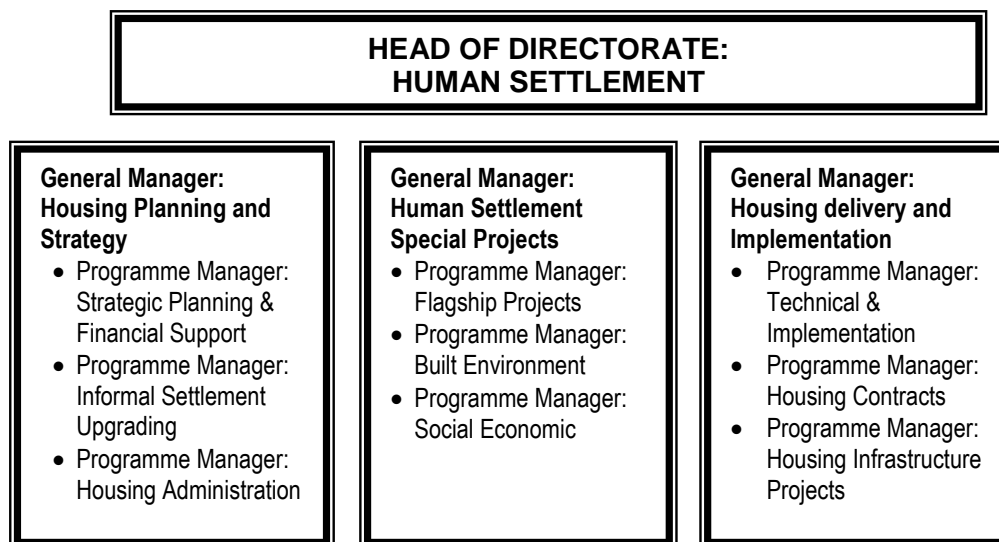 HEAD OF DIRECTORATE:
HUMAN SETTLEMENT
General Manager:
Housing Planning and
Strategy
• Programme Manager:
Strategic Planning &
Financial Support
• Programme Manager:
Informal Settlement
Upgrading
• Programme Manager:
Housing Administration
General Manager:
Human Settlement
Special Projects
• Programme Manager:
Flagship Projects
• Programme Manager:
Built Environment
• Programme Manager:
Social Economic
General Manager:
Housing delivery and
Implementation
• Programme Manager:
Technical &
Implementation
• Programme Manager:
Housing Contracts
• Programme Manager:
Housing Infrastructure
Projects